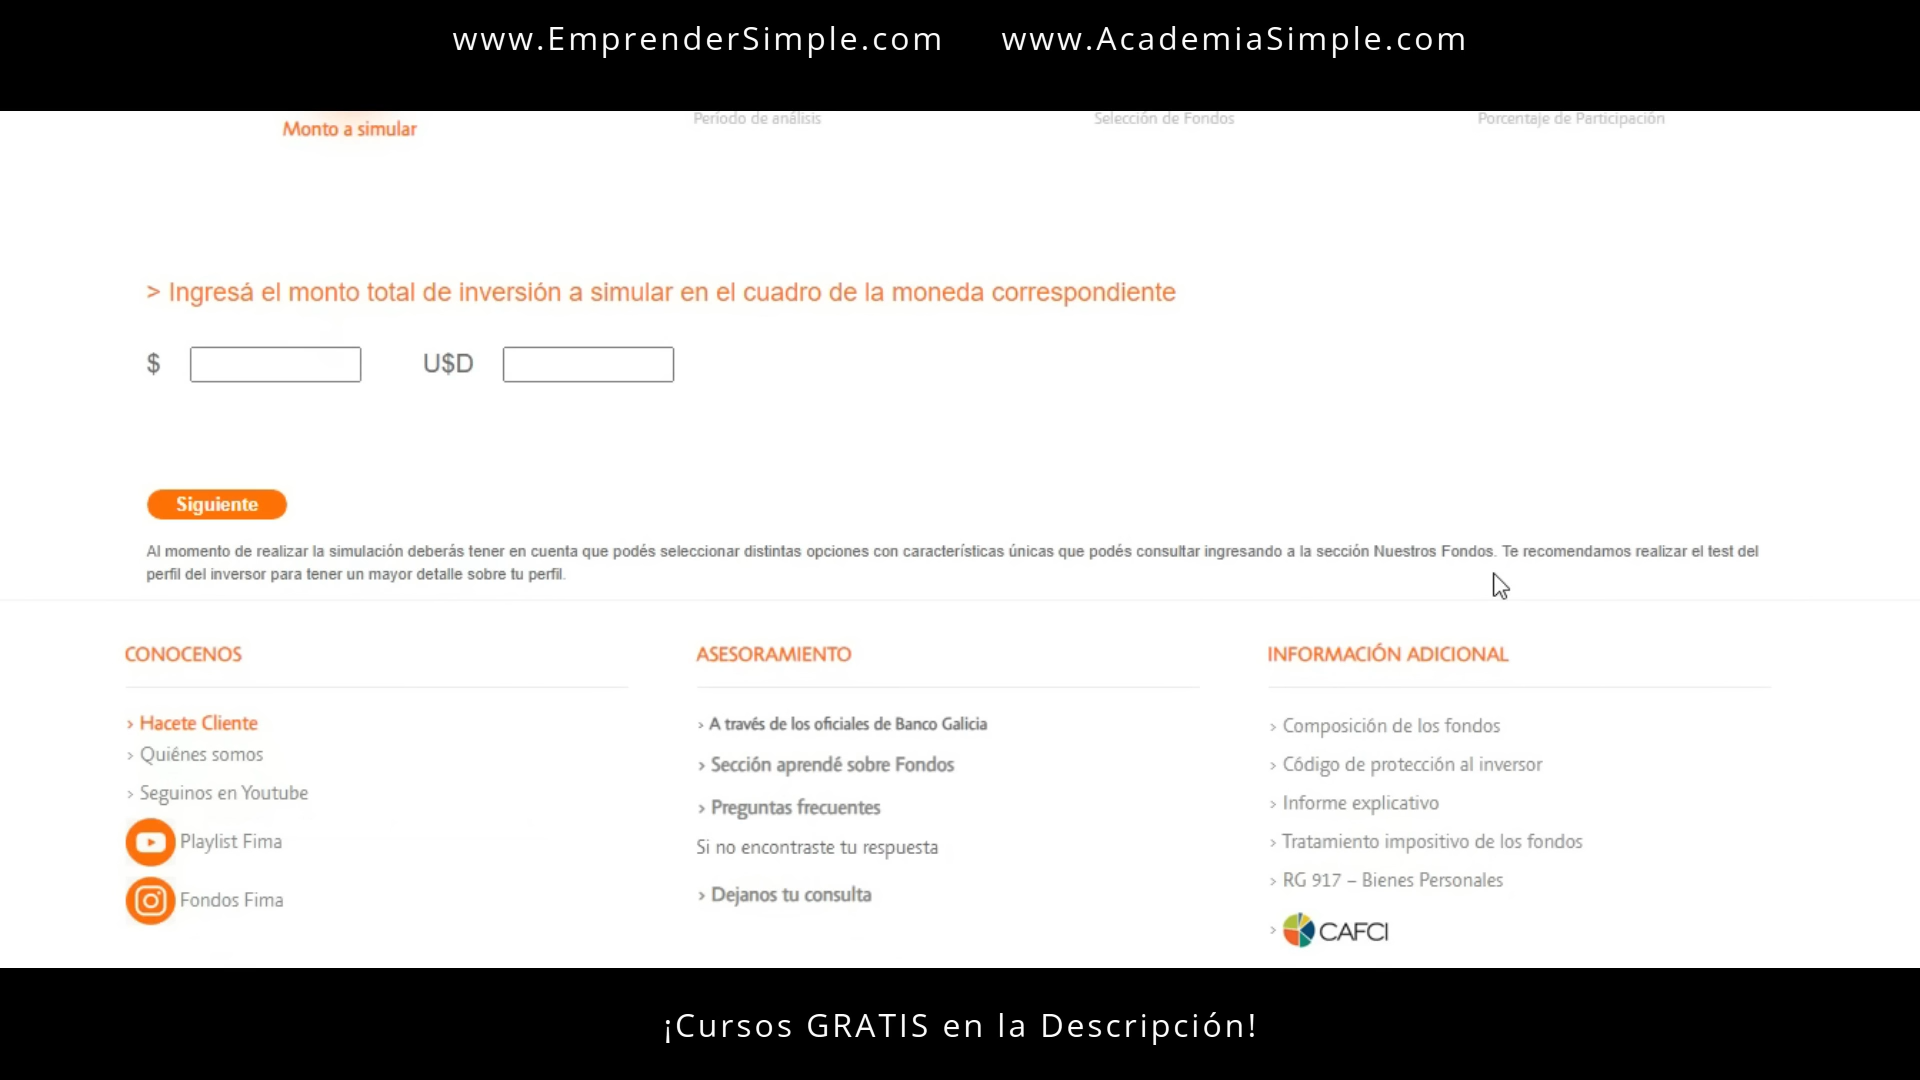 www.EmprenderSimple.com www.AcademiaSimple.com
Monto a simular Período de análisis Selección de Fondos Porcentaje de Participación
> Ingresá el monto total de inversión a simular en el cuadro de la moneda correspondiente
$ U$D
Siguiente
Al momento de realizar la simulación deberás tener en cuenta que podés seleccionar distintas opciones con características únicas que podés consultar ingresando a la sección Nuestros Fondos. Te recomendamos realizar el test del
perfil del inversor para tener un mayor detalle sobre tu perfil.
CONOCENOS
> Hacete Cliente
> Quiénes somos
> Seguinos en Youtube
Playlist Fima
Fondos Fima
ASESORAMIENTO
> A través de los oficiales de Banco Galicia
> Sección aprendé sobre Fondos
> Preguntas frecuentes
Si no encontraste tu respuesta
> Dejanos tu consulta
INFORMACIÓN ADICIONAL
> Composición de los fondos
> Código de protección al inversor
> Informe explicativo
> Tratamiento impositivo de los fondos
> RG 917 – Bienes Personales
> CAFCI
¡Cursos GRATIS en la Descripción!